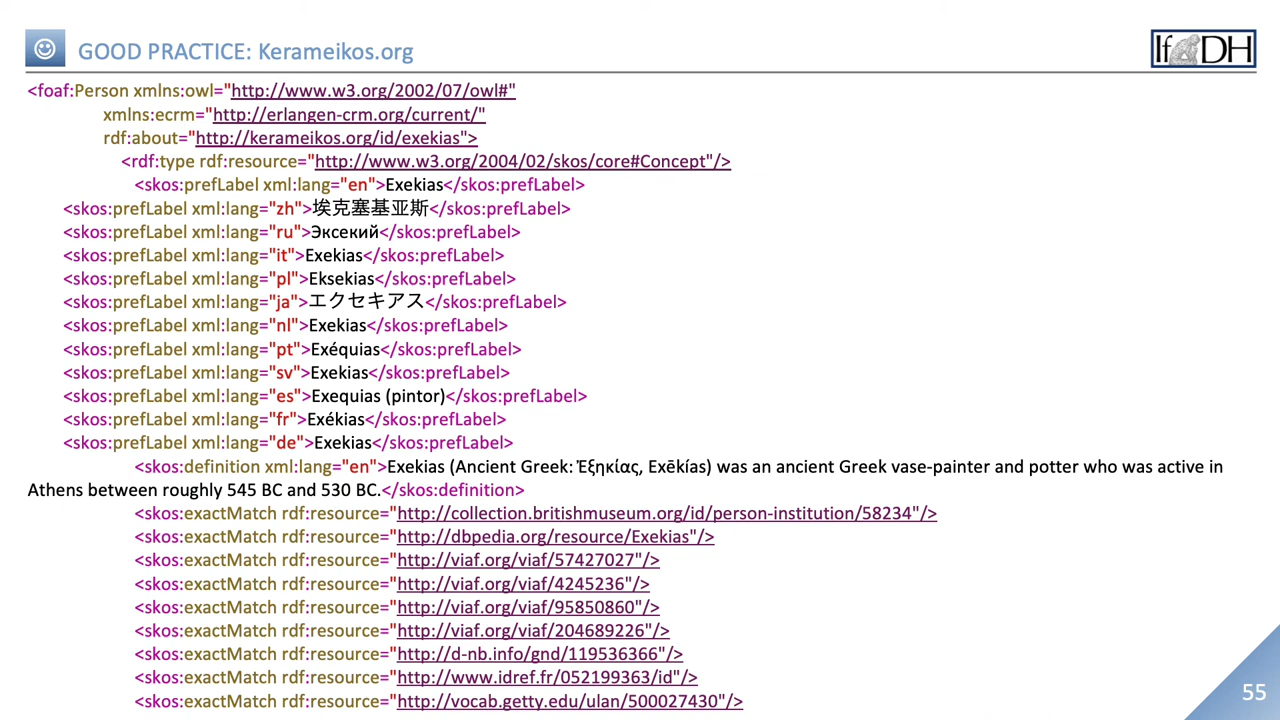 GOOD PRACTICE: Kerameikos.org
IfDH
<foaf:Person xmlns:owl="http://www.w3.org/2002/07/owl#"
xmlns:ecrm="http://erlangen-crm.org/current/"
rdf:about="http://kerameikos.org/id/exekias">
<rdf:type rdf:resource="http://www.w3.org/2004/02/skos/core#Concept"/>
<skos:prefLabel xml:lang="en">Exekias</skos:prefLabel>
<skos:prefLabel xml:lang="zh">埃克塞基亚斯</skos:prefLabel>
<skos:prefLabel xml:lang="ru">Эксекий</skos:prefLabel>
<skos:prefLabel xml:lang="it">Exekias</skos:prefLabel>
<skos:prefLabel xml:lang="pl">Eksekias</skos:prefLabel>
<skos:prefLabel xml:lang="ja">エクセキアス</skos:prefLabel>
<skos:prefLabel xml:lang="nl">Exekias</skos:prefLabel>
<skos:prefLabel xml:lang="pt">Exéquias</skos:prefLabel>
<skos:prefLabel xml:lang="sv">Exekias</skos:prefLabel>
<skos:prefLabel xml:lang="es">Exequias (pintor)</skos:prefLabel>
<skos:prefLabel xml:lang="fr">Exékias</skos:prefLabel>
<skos:prefLabel xml:lang="de">Exekias</skos:prefLabel>
<skos:definition xml:lang="en">Exekias (Ancient Greek: Ἐξηκίας, Exēkías) was an ancient Greek vase-painter and potter who was active in
Athens between roughly 545 BC and 530 BC.</skos:definition>
<skos:exactMatch rdf:resource="http://collection.britishmuseum.org/id/person-institution/58234"/>
<skos:exactMatch rdf:resource="http://dbpedia.org/resource/Exekias"/>
<skos:exactMatch rdf:resource="http://viaf.org/viaf/57427027"/>
<skos:exactMatch rdf:resource="http://viaf.org/viaf/4245236"/>
<skos:exactMatch rdf:resource="http://viaf.org/viaf/95850860"/>
<skos:exactMatch rdf:resource="http://viaf.org/viaf/204689226"/>
<skos:exactMatch rdf:resource="http://d-nb.info/gnd/119536366"/>
<skos:exactMatch rdf:resource="http://www.idref.fr/052199363/id"/>
<skos:exactMatch rdf:resource="http://vocab.getty.edu/ulan/500027430"/>
55